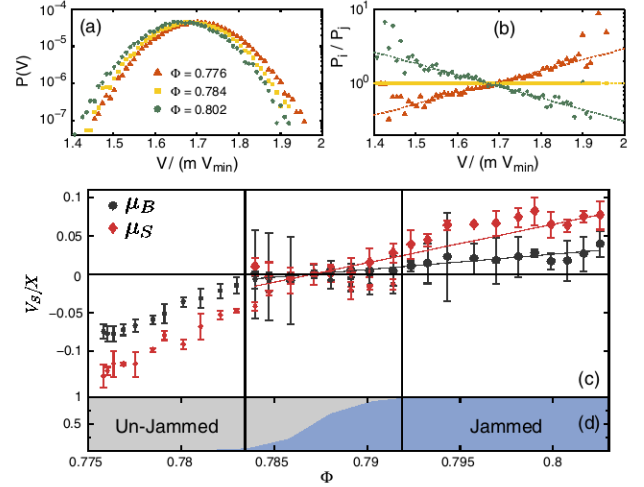 (a)
P(V)
10⁻⁴
10⁻⁵
10⁻⁶
10⁻⁷
Φ = 0.776
Φ = 0.784
Φ = 0.802
1.4 1.5 1.6 1.7 1.8 1.9 2
V / (m V_min)
(b)
P_i / P_j
10¹
10⁰
10⁻¹
1.4 1.5 1.6 1.7 1.8 1.9 2
V / (m V_min)
μ_B
μ_S
V_S/X
0.1
0.05
0
−0.05
−0.1
(c)
1
0.5
Un-Jammed
Jammed
(d)
0.775 0.78 0.785 0.79 0.795 0.8
Φ